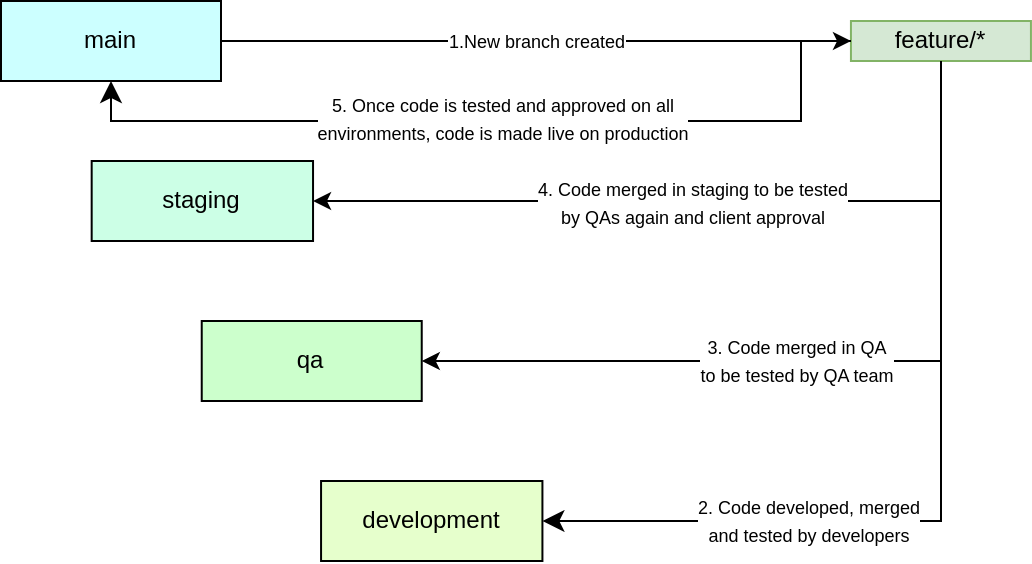 main
1.New branch created
feature/*
5. Once code is tested and approved on all
environments, code is made live on production
staging
4. Code merged in staging to be tested
by QAs again and client approval
qa
3. Code merged in QA
to be tested by QA team
development
2. Code developed, merged
and tested by developers